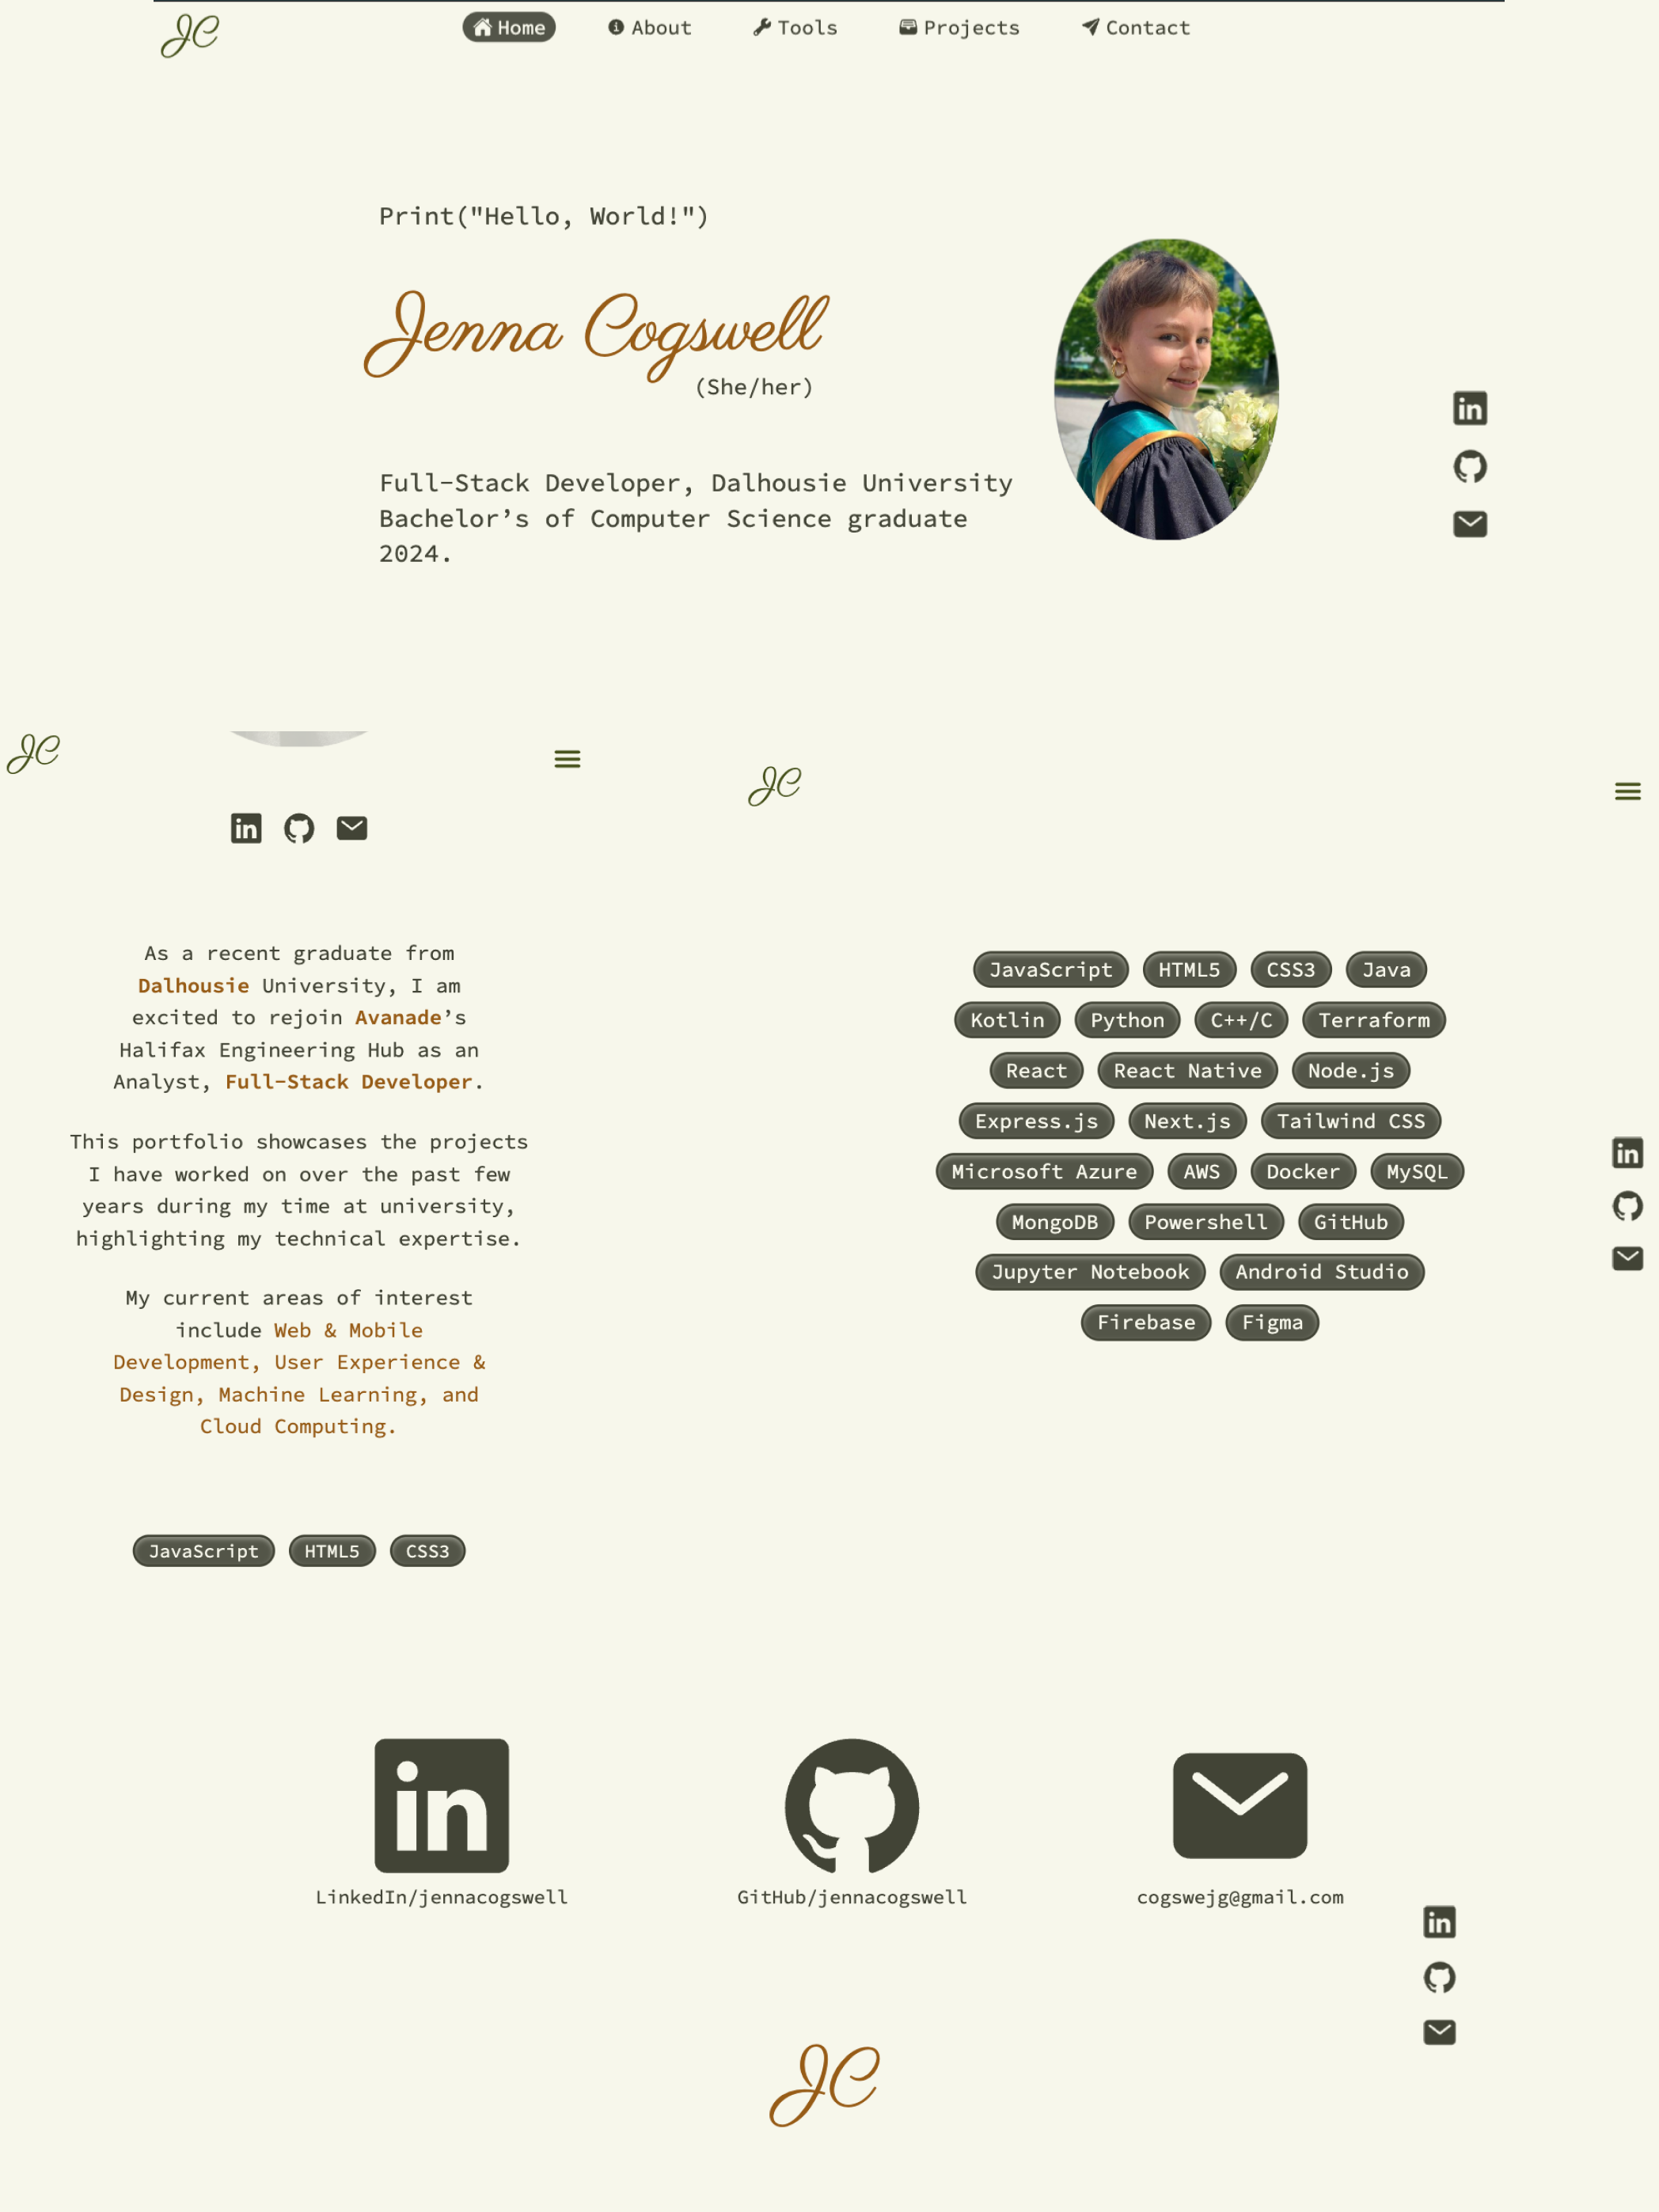 JC
Home About Tools Projects Contact
Print("Hello, World!")
Jenna Cogswell
(She/her)
Full-Stack Developer, Dalhousie University
Bachelor’s of Computer Science graduate
2024.
in
JC
in
As a recent graduate from
Dalhousie University, I am
excited to rejoin Avanade’s
Halifax Engineering Hub as an
Analyst, Full-Stack Developer.
This portfolio showcases the projects
I have worked on over the past few
years during my time at university,
highlighting my technical expertise.
My current areas of interest
include Web & Mobile
Development, User Experience &
Design, Machine Learning, and
Cloud Computing.
JavaScript HTML5 CSS3
JC
JavaScript HTML5 CSS3 Java
Kotlin Python C++/C Terraform
React React Native Node.js
Express.js Next.js Tailwind CSS
Microsoft Azure AWS Docker MySQL
MongoDB Powershell GitHub
Jupyter Notebook Android Studio
Firebase Figma
in
in
LinkedIn/jennacogswell GitHub/jennacogswell cogswejg@gmail.com
in
JC